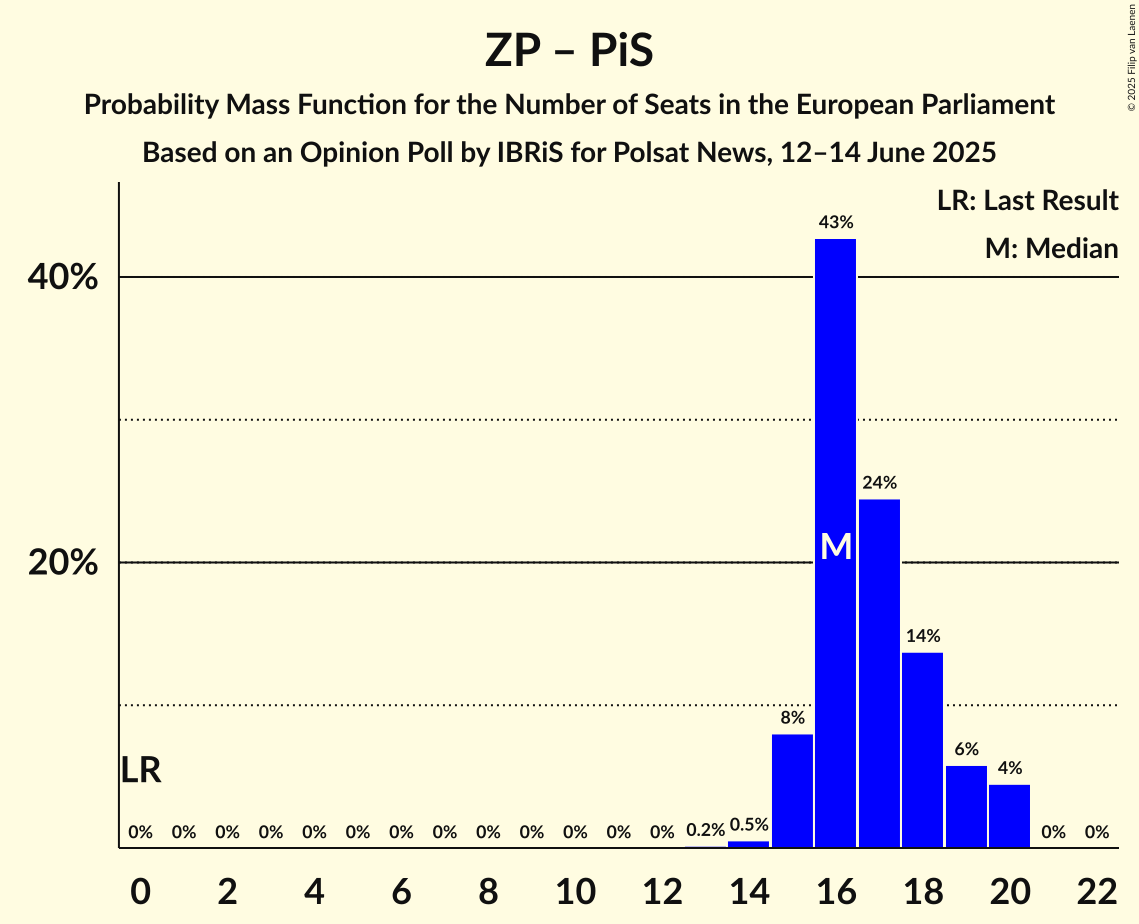 ZP – PiS
Probability Mass Function for the Number of Seats in the European Parliament
Based on an Opinion Poll by IBRiS for Polsat News, 12–14 June 2025
© 2025 Filip van Laenen
LR: Last Result
M: Median
40%
20%
43%
24%
14%
8%
6%
4%
M
LR
0% 0% 0% 0% 0% 0% 0% 0% 0% 0% 0% 0% 0% 0.2% 0.5% 0% 0%
0 2 4 6 8 10 12 14 16 18 20 22